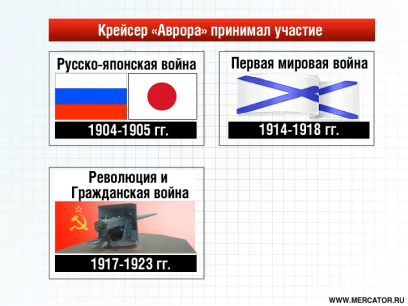 Крейсер «Аврора» принимал участие
Русско-японская война
1904-1905 гг.
Первая мировая война
1914-1918 гг.
Революция и
Гражданская война
1917-1923 гг.
WWW.MERCATOR.RU